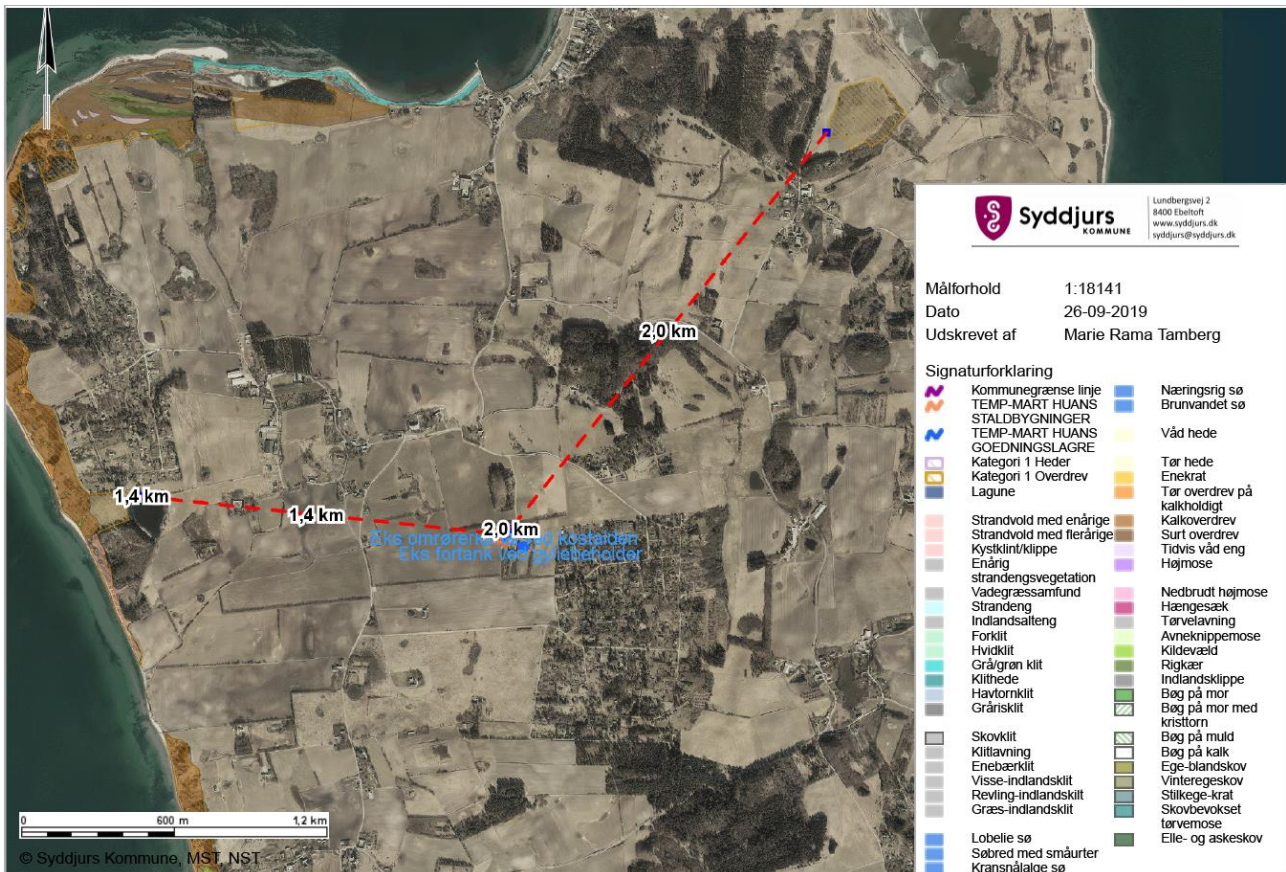 Syddjurs
KOMMUNE
Lundbergsvej 2
8400 Ebeltoft
www.syddjurs.dk
syddjurs@syddjurs.dk
Målforhold 1:18141
Dato 26-09-2019
Udskrevet af Marie Rama Tamberg
Signaturforklaring
Kommunegrænse linje
TEMP-MART HUANS
STALDBYGNINGER
TEMP-MART HUANS
GOEDNINGSLAGRE
Kategori 1 Heder
Kategori 1 Overdrev
Lagune
Strandvold med enårige
Strandvold med flerårige
Kystklint/klippe
Enårig
strandengsvegetation
Vadegræssamfund
Strandeng
Indlandsalteng
Forklit
Hvidklit
Grå/grøn klit
Klithede
Havtornklit
Grårisklit
Skovklit
Klitlavning
Enebærklit
Visse-indlandsklit
Revling-indlandskilt
Græs-indlandsklit
Lobelie sø
Søbred med småurter
Kransnålalge sø
Næringsrig sø
Brunvandet sø
Våd hede
Tør hede
Enekrat
Tør overdrev på
kalkholdigt
Kalkoverdrev
Surt overdrev
Tidvis våd eng
Højmose
Nedbrudt højmose
Hængesæk
Tørvelavning
Avneknippemose
Kildevæld
Rigkær
Indlandsklippe
Bøg på mor
Bøg på mor med
kristtorn
Bøg på muld
Bøg på kalk
Ege-blandskov
Vinteregeskov
Stilkege-krat
Skovbevokset
tørvemose
Elle- og askeskov
2,0 km
1,4 km
1,4 km
2,0 km
Eks kostalden
Eks fortank ved gyllebeholder
0 600 m 1,2 km
© Syddjurs Kommune, MST, NST